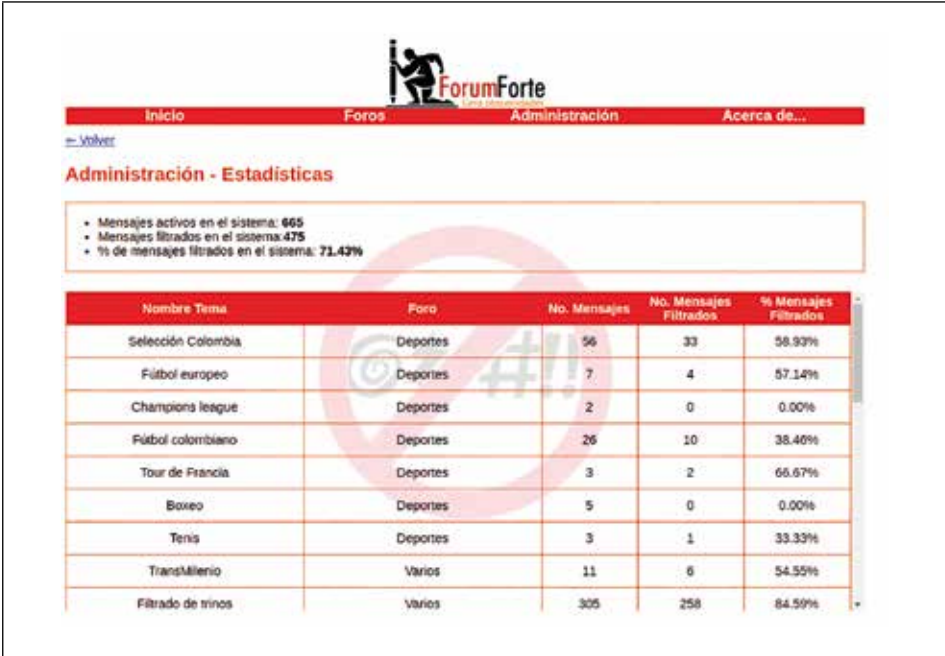 ForumForte
Inicio Foros Administración Acerca de...
← Volver
Administración - Estadísticas
• Mensajes activos en el sistema: 665
• Mensajes filtrados en el sistema:475
• % de mensajes filtrados en el sistema: 71.43%
Nombre Tema Foro No. Mensajes No. Mensajes Filtrados % Mensajes Filtrados
Selección Colombia Deportes 56 33 58.93%
Fútbol europeo Deportes 7 4 57.14%
Champions league Deportes 2 0 0.00%
Fútbol colombiano Deportes 26 10 38.46%
Tour de Francia Deportes 3 2 66.67%
Boxeo Deportes 5 0 0.00%
Tenis Deportes 3 1 33.33%
TransMilenio Varios 11 6 54.55%
Filtrado de trinos Varios 305 258 84.59%
@%#!!